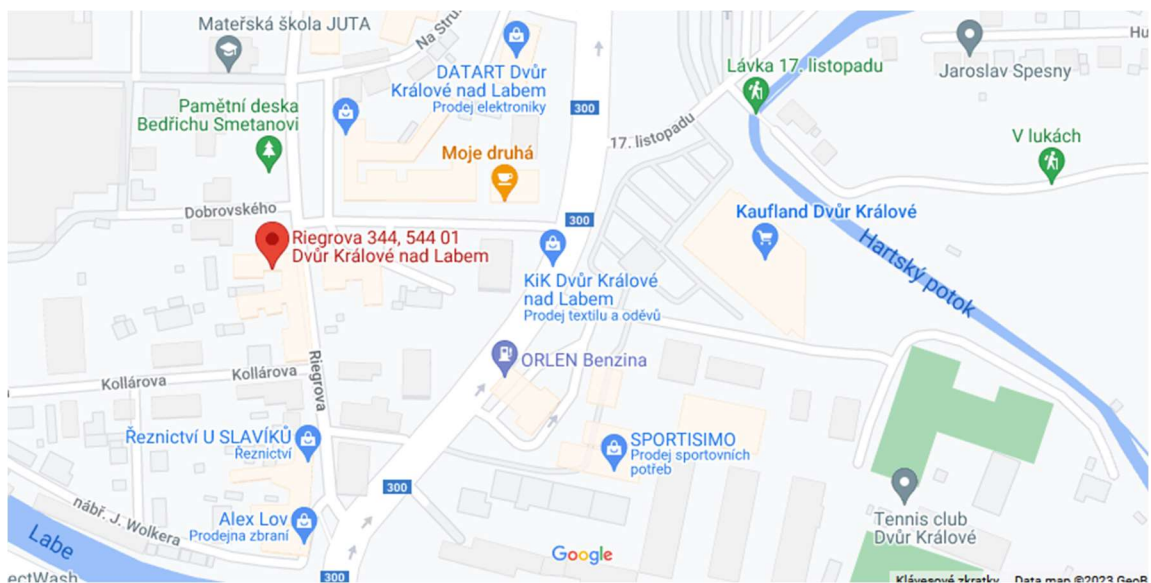 Mateřská škola JUTA
Na Stru
DATART Dvůr
Králové nad Labem
Prodej elektroniky
300
Lávka 17. listopadu
Jaroslav Spesny
Hu
Pamětní deska
Bedřichu Smetanovi
17. listopadu
V lukách
Moje druhá
Dobrovského
300
Kaufland Dvůr Králové
Riegrova 344, 544 01
Dvůr Králové nad Labem
Hartský potok
KiK Dvůr Králové
nad Labem
Prodej textilu a oděvů
ORLEN Benzina
Kollárova
Kollárova
Riegrova
Řeznictví U SLAVÍKŮ
Řeznictví
SPORTISIMO
Prodej sportovních
potřeb
300
nábř. J. Wolkera
Alex Lov
Prodejna zbraní
Tennis club
Dvůr Králové
Labe
Google
ectWash
300
Klávesové zkratky
Data map ©2023 GeoB